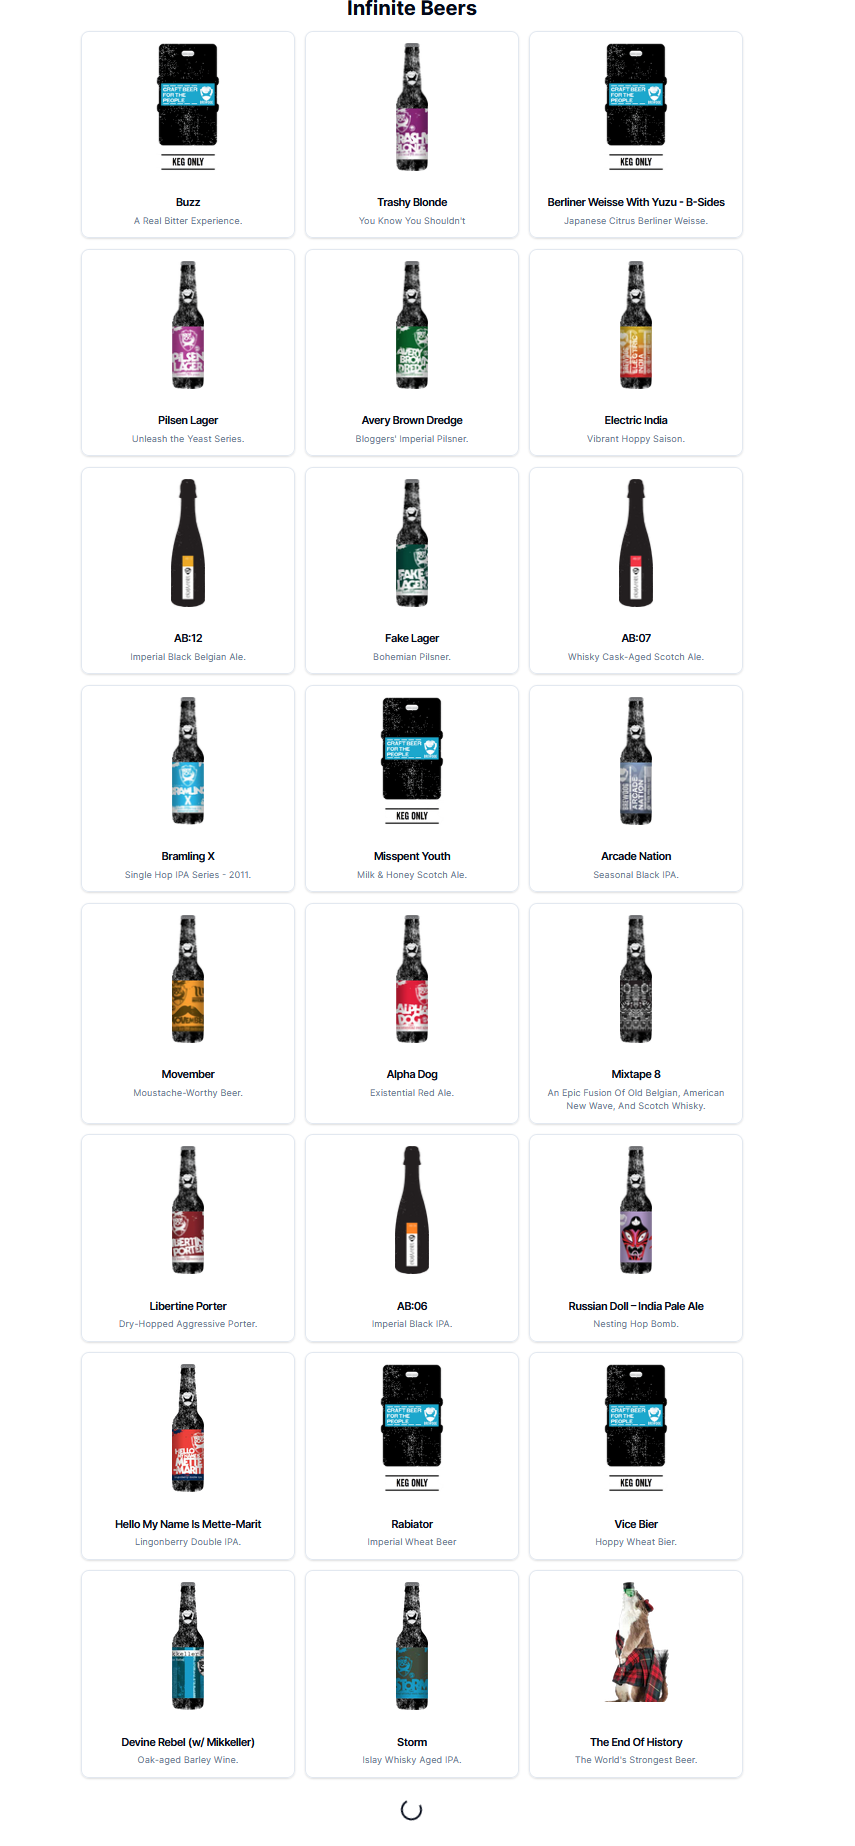 Infinite Beers
CRAFT BEER
FOR THE
PEOPLE
KEG ONLY
Buzz
A Real Bitter Experience.
Trashy Blonde
You Know You Shouldn't
CRAFT BEER
FOR THE
PEOPLE
KEG ONLY
Berliner Weisse With Yuzu - B-Sides
Japanese Citrus Berliner Weisse.
PILSEN
LAGER
Pilsen Lager
Unleash the Yeast Series.
AVERY
BROWN
DREDGE
Avery Brown Dredge
Bloggers' Imperial Pilsner.
ELECTRIC
INDIA
Electric India
Vibrant Hoppy Saison.
AB:12
Imperial Black Belgian Ale.
FAKE
LAGER
Fake Lager
Bohemian Pilsner.
AB:07
Whisky Cask-Aged Scotch Ale.
Bramling X
Single Hop IPA Series - 2011.
CRAFT BEER
FOR THE
PEOPLE
KEG ONLY
Misspent Youth
Milk & Honey Scotch Ale.
ARCADE
NATION
Arcade Nation
Seasonal Black IPA.
Movember
Moustache-Worthy Beer.
ALPHA
DOG
Alpha Dog
Existential Red Ale.
Mixtape 8
An Epic Fusion Of Old Belgian, American
New Wave, And Scotch Whisky.
Libertine Porter
Dry-Hopped Aggressive Porter.
AB:06
Imperial Black IPA.
Russian Doll – India Pale Ale
Nesting Hop Bomb.
HELLO
METTE
-MARIT
Hello My Name Is Mette-Marit
Lingonberry Double IPA.
CRAFT BEER
FOR THE
PEOPLE
KEG ONLY
Rabiator
Imperial Wheat Beer
CRAFT BEER
FOR THE
PEOPLE
KEG ONLY
Vice Bier
Hoppy Wheat Bier.
Devine Rebel (w/ Mikkeller)
Oak-aged Barley Wine.
STORM
Storm
Islay Whisky Aged IPA.
The End Of History
The World's Strongest Beer.